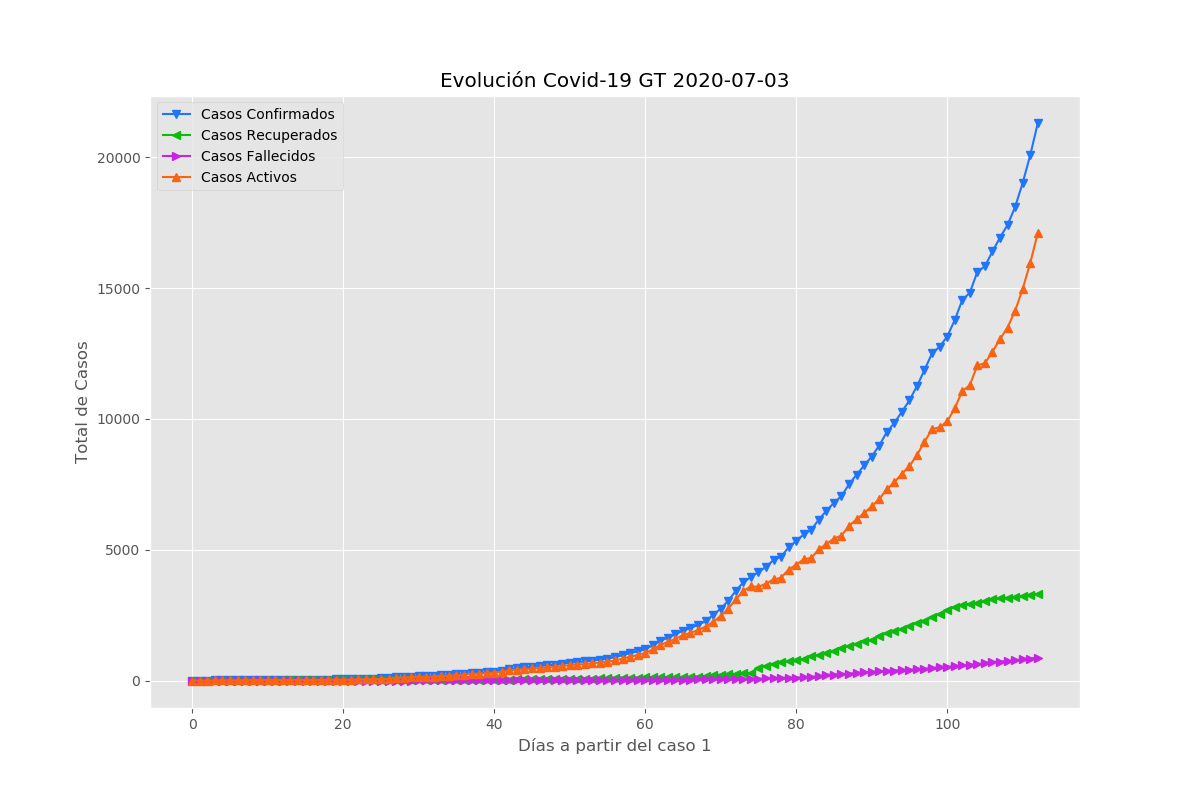 Evolución Covid-19 GT 2020-07-03
Casos Confirmados
Casos Recuperados
Casos Fallecidos
Casos Activos
Total de Casos
20000
15000
10000
5000
0
0
20
40
60
80
100
Días a partir del caso 1